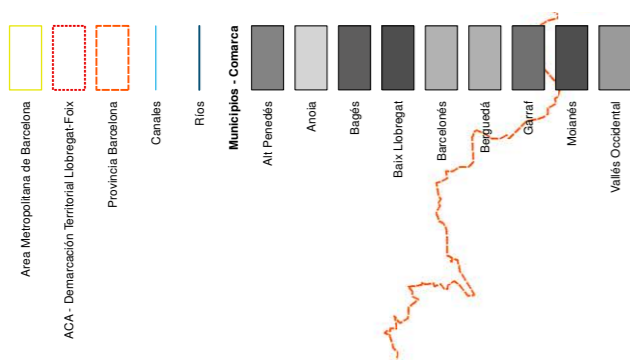 Area Metropolitana de Barcelona
ACA - Demarcación Territorial Llobregat-Foix
Provincia Barcelona
Canales
Ríos
Municipios - Comarca
Alt Penedés
Anoia
Bagés
Baix Llobregat
Barcelonés
Berguedá
Garraf
Moianés
Vallés Occidental